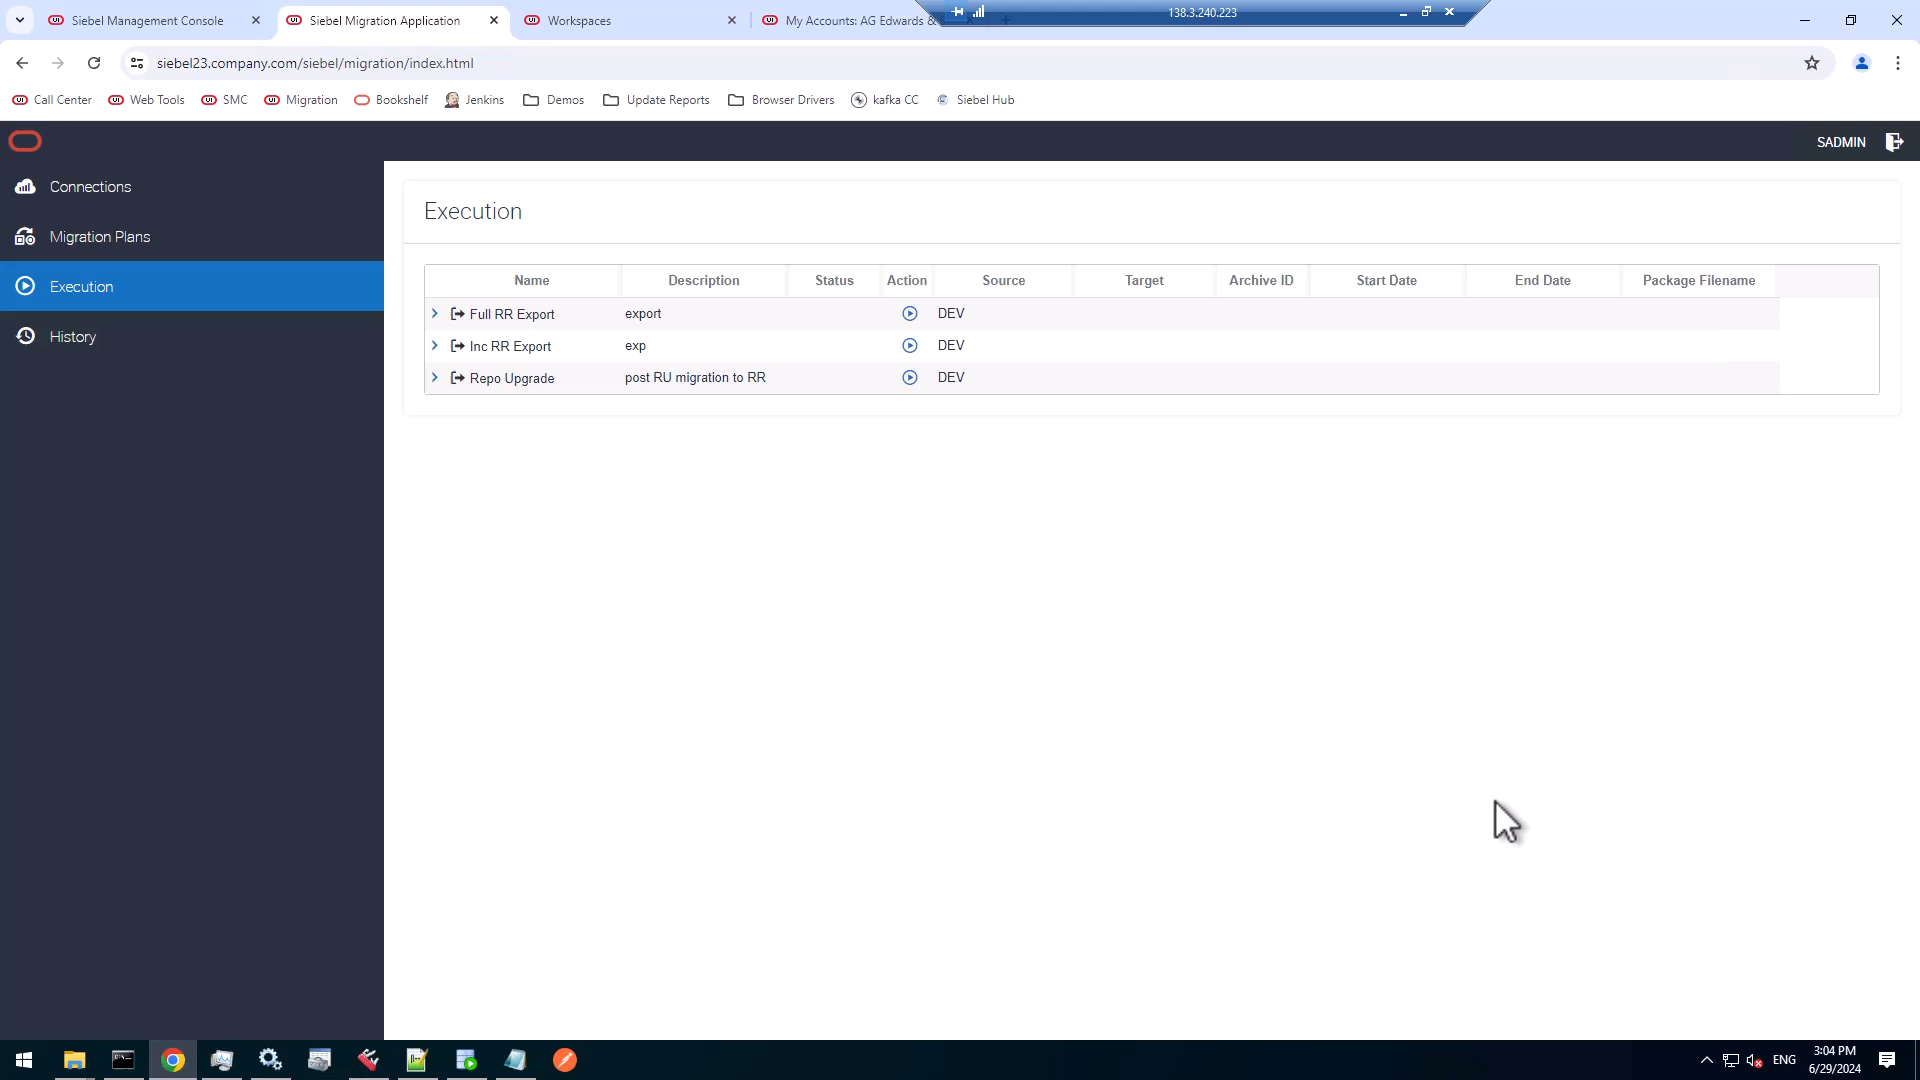 Siebel Management Console
Siebel Migration Application
Workspaces
My Accounts: AG Edwards &
138.3.240.223
siebel23.company.com/siebel/migration/index.html
Call Center
Web Tools
SMC
Migration
Bookshelf
Jenkins
Demos
Update Reports
Browser Drivers
kafka CC
Siebel Hub
SADMIN
Connections
Migration Plans
Execution
History
Execution
Name Description Status Action Source Target Archive ID Start Date End Date Package Filename
Full RR Export export DEV
Inc RR Export exp DEV
Repo Upgrade post RU migration to RR DEV
ENG
3:04 PM
6/29/2024